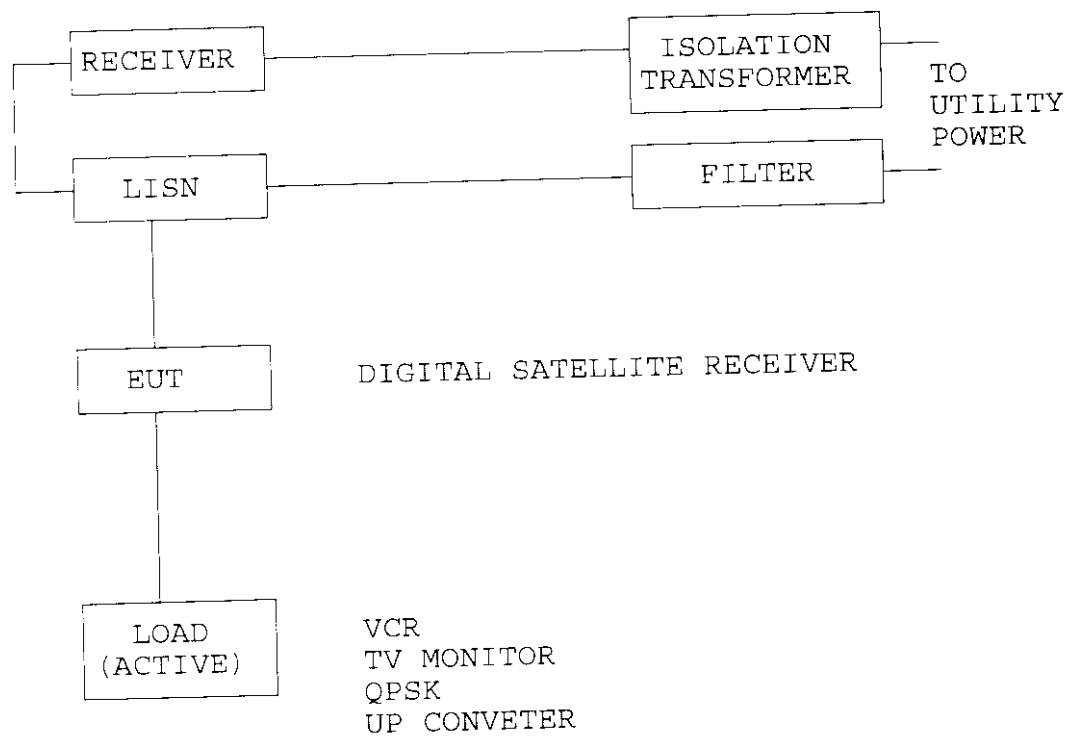 RECEIVER
ISOLATION
TRANSFORMER
TO
UTILITY
POWER
LISN
FILTER
EUT
DIGITAL SATELLITE RECEIVER
LOAD
(ACTIVE)
VCR
TV MONITOR
QPSK
UP CONVETER